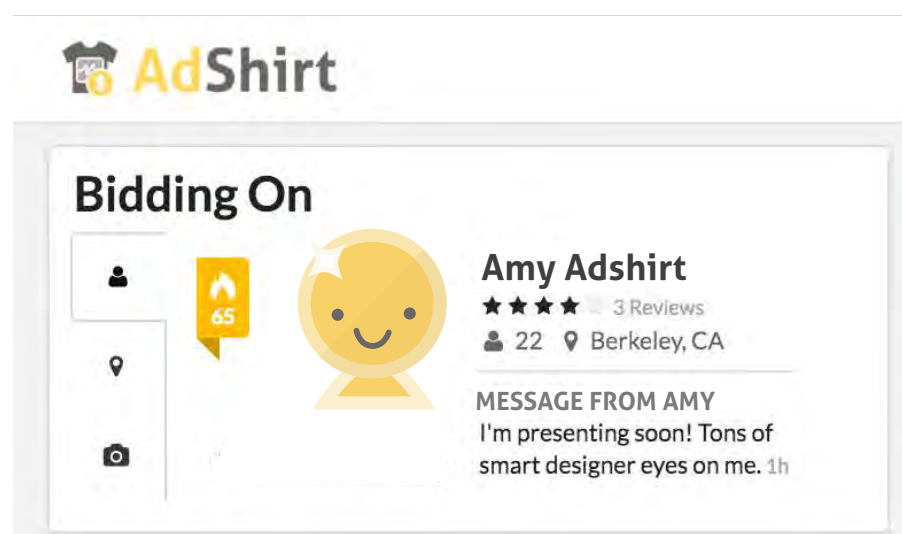 AdShirt
Bidding On
65
Amy Adshirt
3 Reviews
22 Berkeley, CA
MESSAGE FROM AMY
I'm presenting soon! Tons of
smart designer eyes on me. 1h